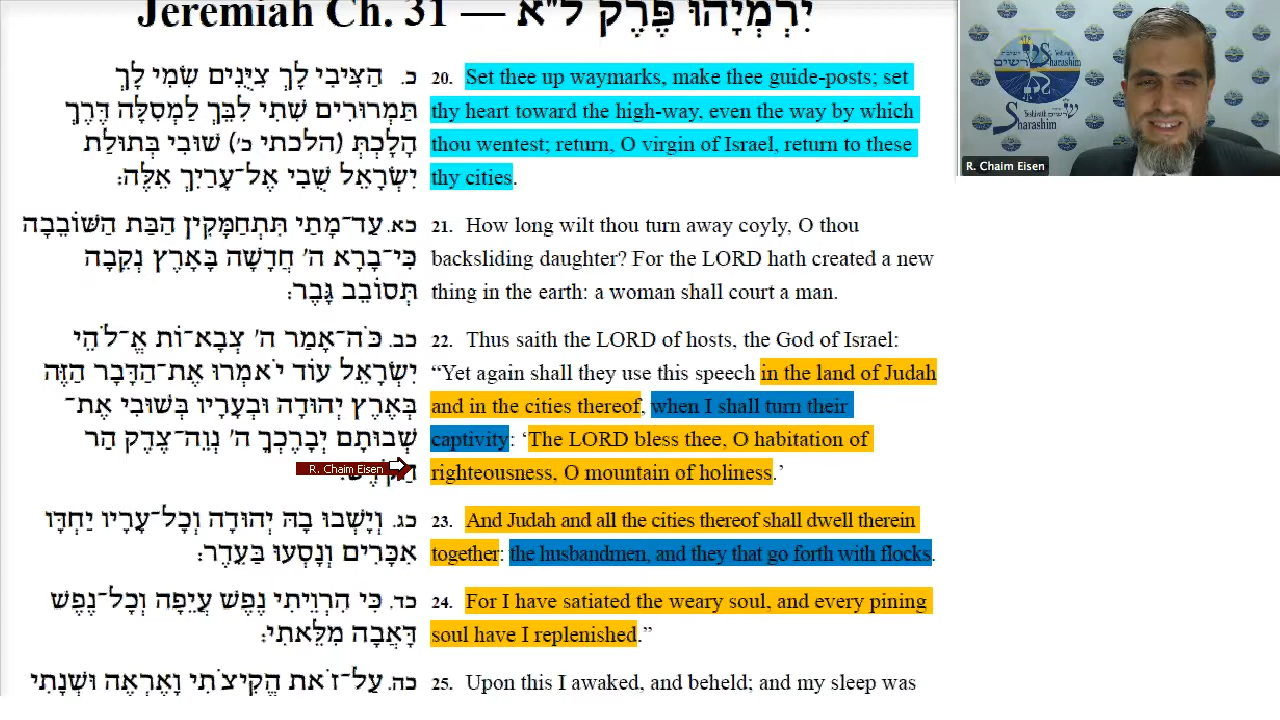 Jeremiah Ch. 31 — יִרְמְיָהוּ פֶּרֶק ל"א
כ. הַצִּיבִי לָךְ צִיֻּנִים שִׂמִי לָךְ
תַּמְרוּרִים שִׁתִי לִבֵּךְ לַמְסִלָּה דֶּרֶךְ
הָלָכְתְּ (הלכתי כ') שׁוּבִי בְּתוּלַת
יִשְׂרָאֵל שֻׁבִי אֶל־עָרַיִךְ אֵלֶּה:
20. Set thee up waymarks, make thee guide-posts; set
thy heart toward the high-way, even the way by which
thou wentest; return, O virgin of Israel, return to these
thy cities.
כא. עַד־מָתַי תִּתְחַמָּקִין הַבַּת הַשּׁוֹבֵבָה
כִּי־בָרָא ה' חֲדָשָׁה בָּאָרֶץ נְקֵבָה
תְּסוֹבֵב גָּבֶר:
21. How long wilt thou turn away coyly, O thou
backsliding daughter? For the LORD hath created a new
thing in the earth: a woman shall court a man.
כב. כֹּה־אָמַר ה' צְבָא־וֹת אֱ־לֹהֵי
יִשְׂרָאֵל עוֹד יֹאמְרוּ אֶת־הַדָּבָר הַזֶּה
בְּאֶרֶץ יְהוּדָה וּבְעָרָיו בְּשׁוּבִי אֶת־
שְׁבוּתָם יְבָרֶכְךָ ה' נְוֵה־צֶדֶק הַר
22. Thus saith the LORD of hosts, the God of Israel:
“Yet again shall they use this speech in the land of Judah
and in the cities thereof, when I shall turn their
captivity: ‘The LORD bless thee, O habitation of
righteousness, O mountain of holiness.’
R. Chaim Eisen
כג. וְיָשְׁבוּ בָהּ יְהוּדָה וְכָל־עָרָיו יַחְדָּו
אִכָּרִים וְנָסְעוּ בַּעֵדֶר:
23. And Judah and all the cities thereof shall dwell therein
together: the husbandmen, and they that go forth with flocks.
כד. כִּי הִרְוֵיתִי נֶפֶשׁ עֲיֵפָה וְכָל־נֶפֶשׁ
דָּאֲבָה מִלֵּאתִי:
24. For I have satiated the weary soul, and every pining
soul have I replenished.”
כה. עַל־זֹאת הֱקִיצֹתִי וָאֶרְאֶה וּשְׁנָתִי
25. Upon this I awaked, and beheld; and my sleep was
Yeshivath
Sharashim
ישיבת
שרשים
R. Chaim Eisen